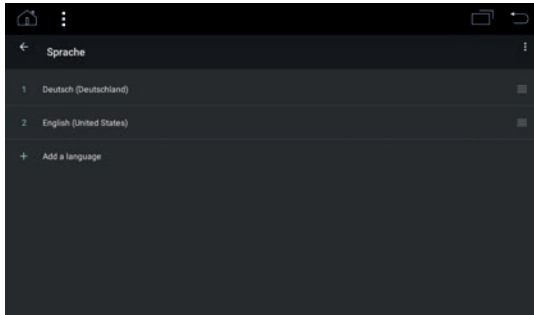 Sprache
1 Deutsch (Deutschland)
2 English (United States)
+ Add a language